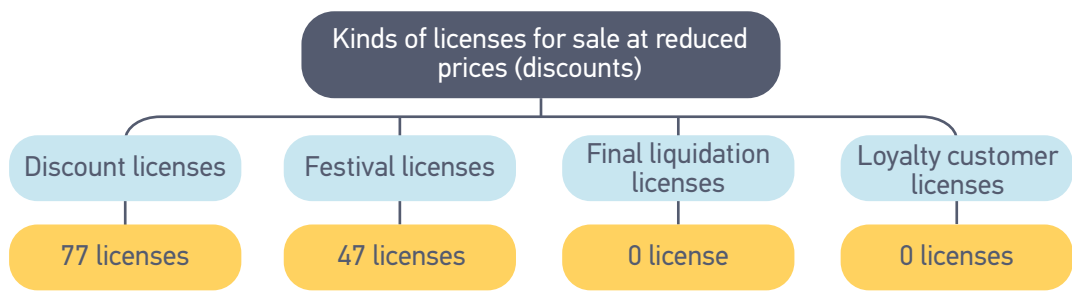 Kinds of licenses for sale at reduced
prices (discounts)
Discount licenses
Festival licenses
Final liquidation
licenses
Loyalty customer
licenses
77 licenses
47 licenses
0 license
0 licenses